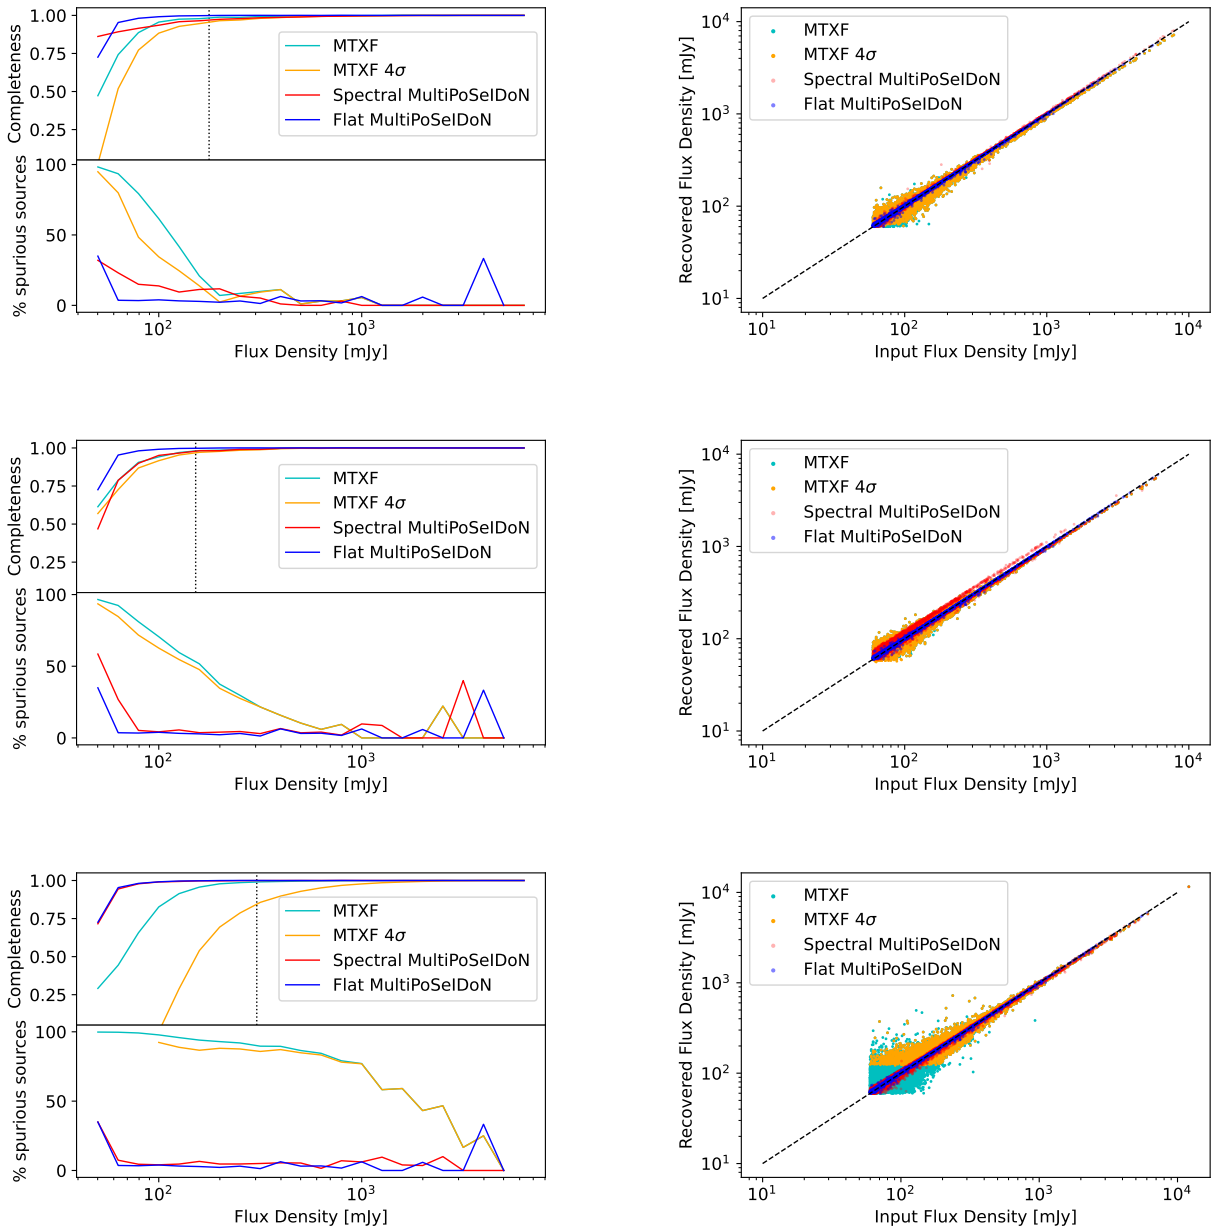 1.00
0.75
0.50
0.25
Completeness
MTXF
MTXF 4σ
Spectral MultiPoSeIDoN
Flat MultiPoSeIDoN
100
50
0
% spurious sources
10² 10³
Flux Density [mJy]
10⁴
10³
10²
10¹
Recovered Flux Density [mJy]
MTXF
MTXF 4σ
Spectral MultiPoSeIDoN
Flat MultiPoSeIDoN
10¹ 10² 10³ 10⁴
Input Flux Density [mJy]
1.00
0.75
0.50
0.25
Completeness
MTXF
MTXF 4σ
Spectral MultiPoSeIDoN
Flat MultiPoSeIDoN
100
50
0
% spurious sources
10² 10³
Flux Density [mJy]
10⁴
10³
10²
10¹
Recovered Flux Density [mJy]
MTXF
MTXF 4σ
Spectral MultiPoSeIDoN
Flat MultiPoSeIDoN
10¹ 10² 10³ 10⁴
Input Flux Density [mJy]
1.00
0.75
0.50
0.25
Completeness
MTXF
MTXF 4σ
Spectral MultiPoSeIDoN
Flat MultiPoSeIDoN
100
50
0
% spurious sources
10² 10³
Flux Density [mJy]
10⁴
10³
10²
10¹
Recovered Flux Density [mJy]
MTXF
MTXF 4σ
Spectral MultiPoSeIDoN
Flat MultiPoSeIDoN
10¹ 10² 10³ 10⁴
Input Flux Density [mJy]